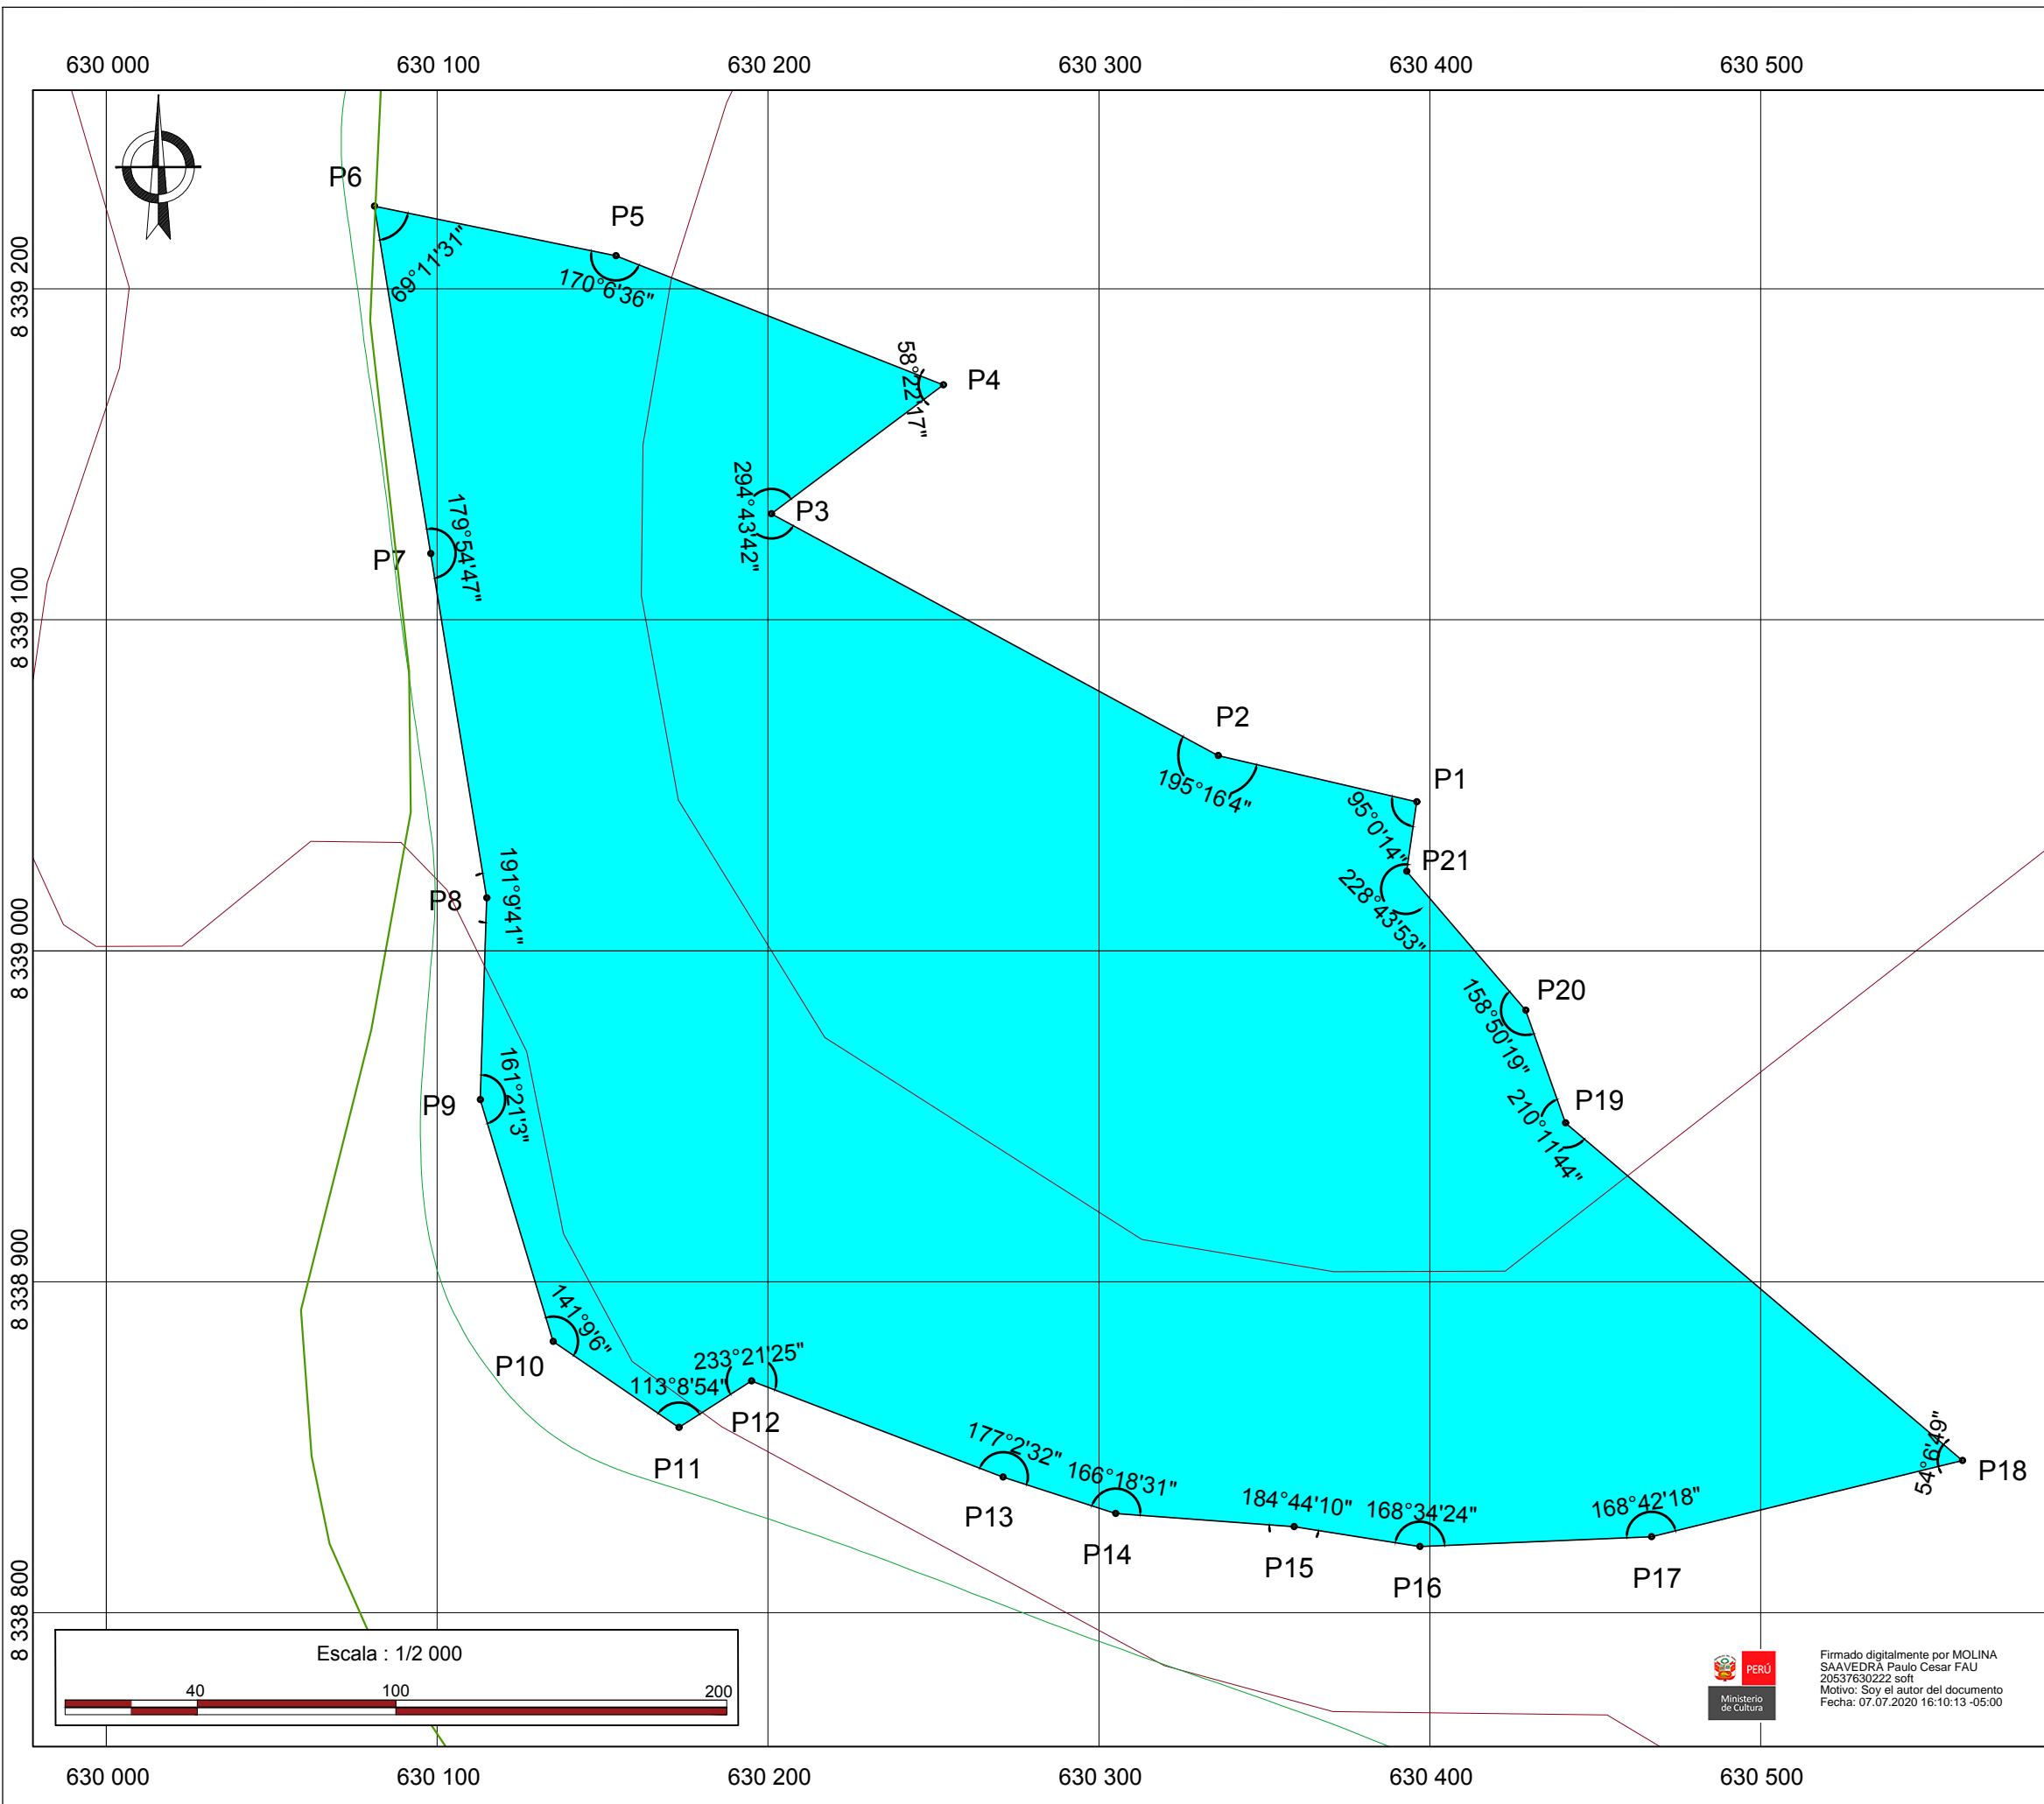 630 000 630 100 630 200 630 300 630 400 630 500
P6
P5
69°11'31"
170°6'36"
8 339 200
P4
58°22'17"
P3
294°43'42"
P7
179°54'47"
8 339 100
P2
195°16'4"
P1
95°0'14"
P21
228°43'53"
P8
191°9'41"
8 339 000
P20
158°50'19"
P9
161°21'3"
P19
210°11'44"
8 338 900
P10
141°9'6"
233°21'25"
113°8'54"
P12
P11
177°2'32"
P13
166°18'31"
P14
184°44'10"
P15
168°34'24"
P16
168°42'18"
P17
54°6'49"
P18
8 338 800
Escala : 1/2 000
40 100 200
PERÚ
Ministerio
de Cultura
Firmado digitalmente por MOLINA
SAAVEDRA Paulo Cesar FAU
20537630222 soft
Motivo: Soy el autor del documento
Fecha: 07.07.2020 16:10:13 -05:00
630 000 630 100 630 200 630 300 630 400 630 500